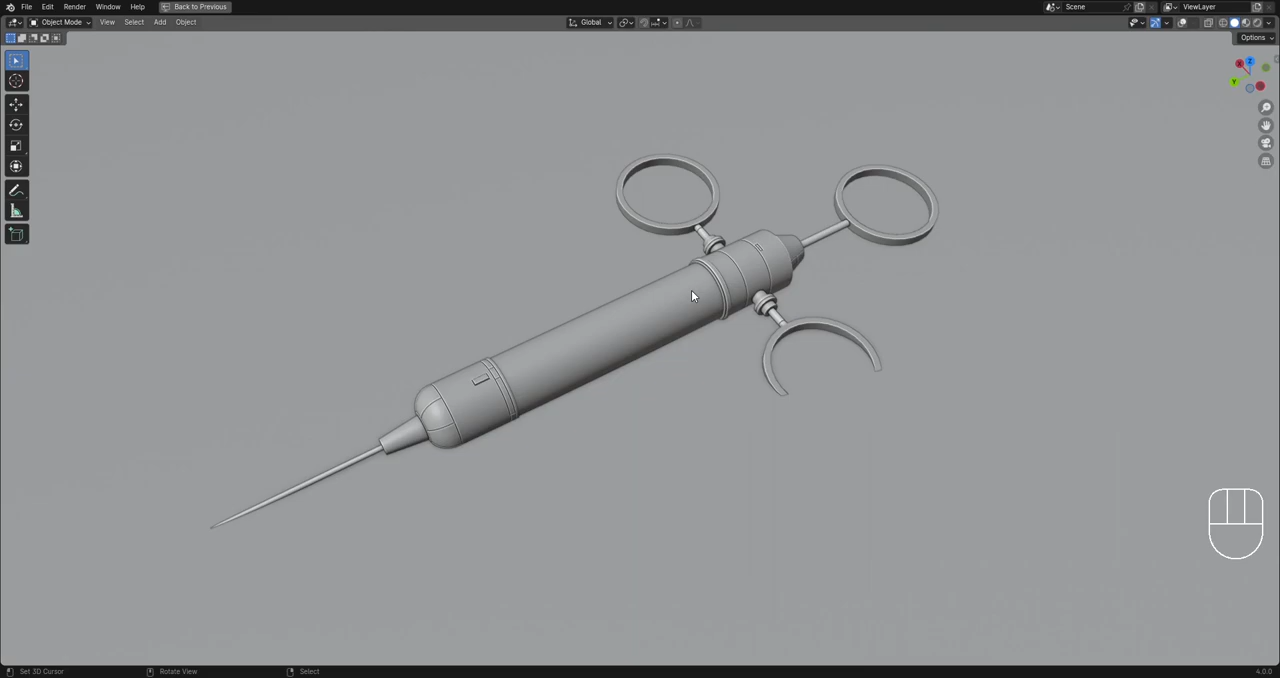 File Edit Render Window Help Back to Previous Scene ViewLayer
Object Mode View Select Add Object Global
Options
X
Z
Y
Set 3D Cursor Rotate View Select 4.0.0